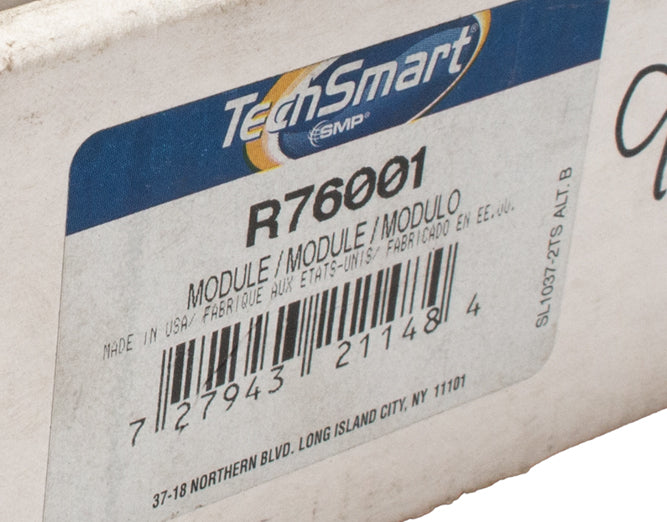 TechSmart®
SMP®
R76001
MODULE / MODULE / MODULO
MADE IN USA/ FABRIQUE AUX ETATS-UNIS/ FABRICADO EN EE.UU.
7 27943 21148 4
37-18 NORTHERN BLVD. LONG ISLAND CITY, NY 11101
SL1037-2TS ALT. B